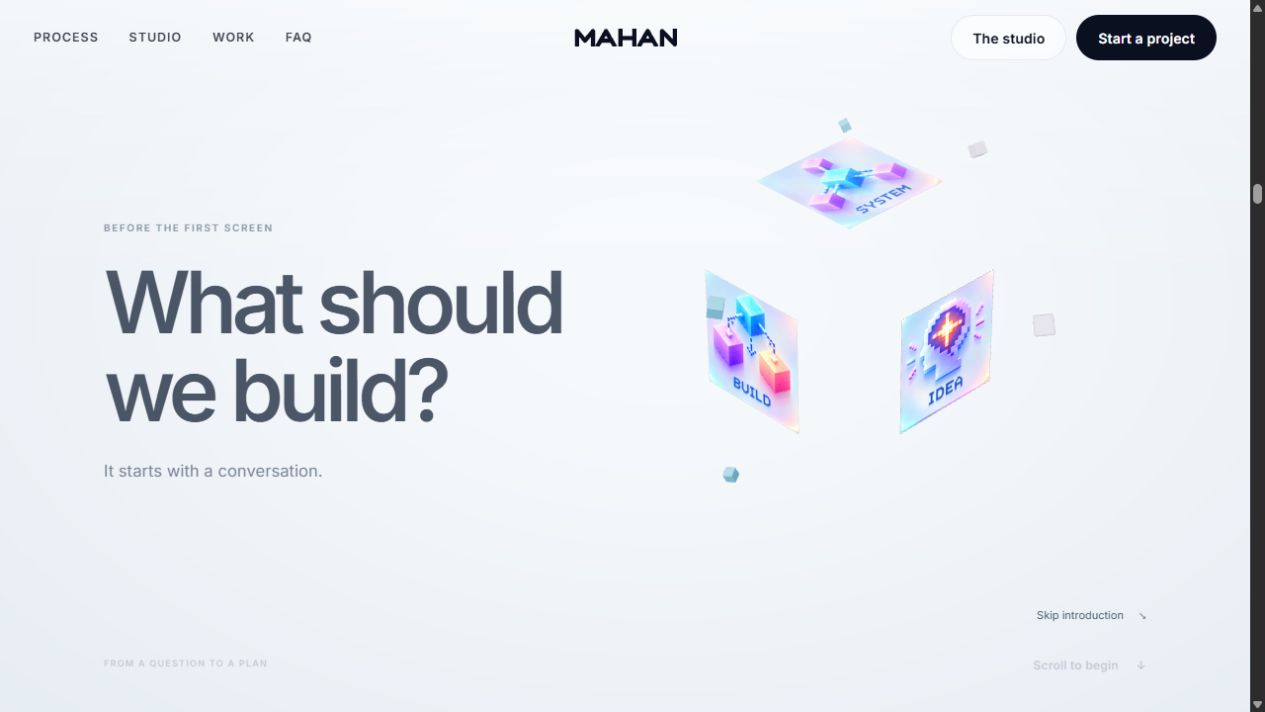 PROCESS
STUDIO
WORK
FAQ
MAHAN
The studio
Start a project
BEFORE THE FIRST SCREEN
What should
we build?
It starts with a conversation.
SYSTEM
BUILD
IDEA
Skip introduction ↘
FROM A QUESTION TO A PLAN
Scroll to begin ↓